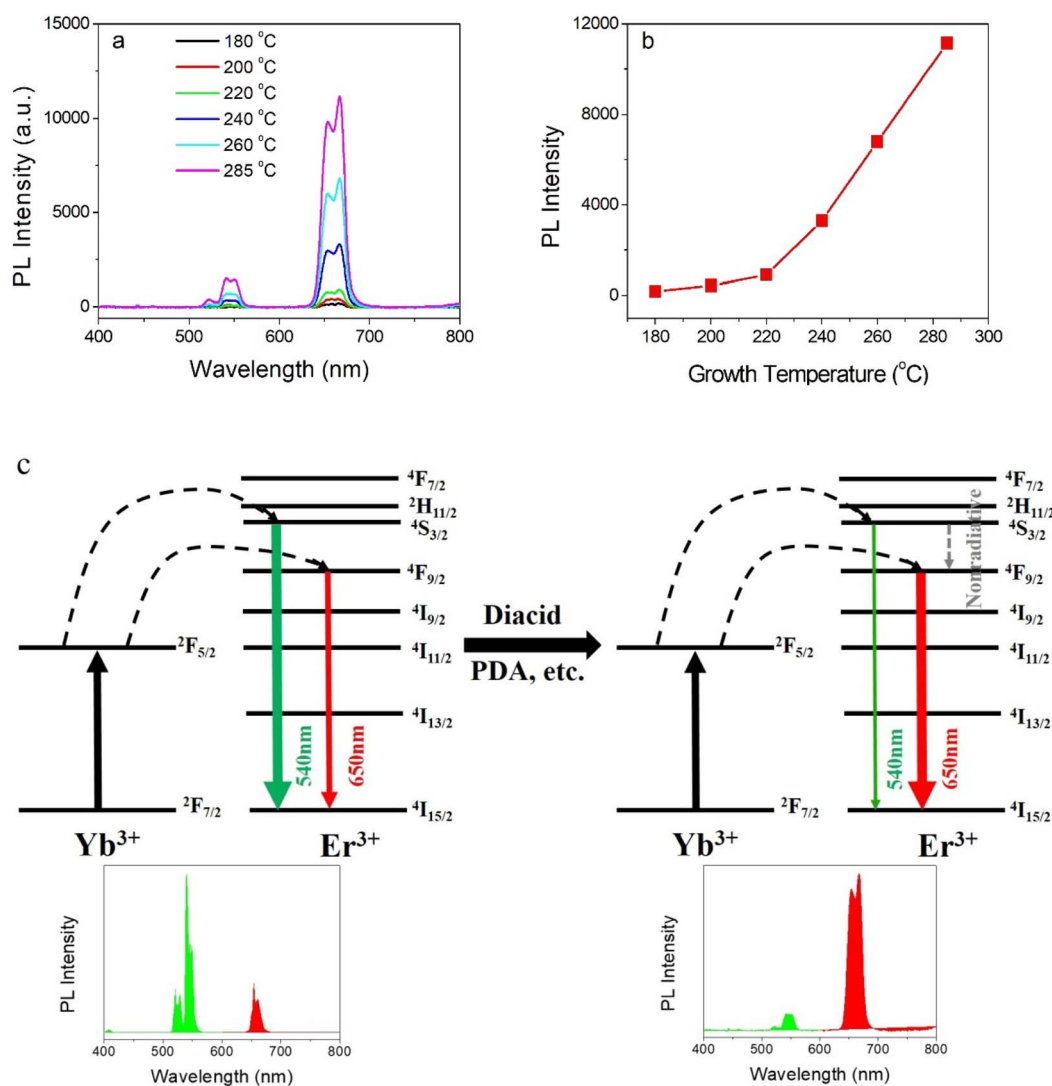 a
180 °C
200 °C
220 °C
240 °C
260 °C
285 °C
15000
10000
5000
0
PL Intensity (a.u.)
400 500 600 700 800
Wavelength (nm)
b
12000
8000
4000
0
PL Intensity
180 200 220 240 260 280 300
Growth Temperature (°C)
c
⁴F₇/₂
²H₁₁/₂
⁴S₃/₂
⁴F₉/₂
⁴I₉/₂
²F₅/₂
⁴I₁₁/₂
⁴I₁₃/₂
540nm
650nm
²F₇/₂
⁴I₁₅/₂
Yb³⁺
Er³⁺
Diacid
PDA, etc.
⁴F₇/₂
²H₁₁/₂
⁴S₃/₂
Nonradiative
⁴F₉/₂
⁴I₉/₂
²F₅/₂
⁴I₁₁/₂
⁴I₁₃/₂
540nm
650nm
²F₇/₂
⁴I₁₅/₂
Yb³⁺
Er³⁺
PL Intensity
400 500 600 700 800
Wavelength (nm)
PL Intensity
400 500 600 700 800
Wavelength (nm)